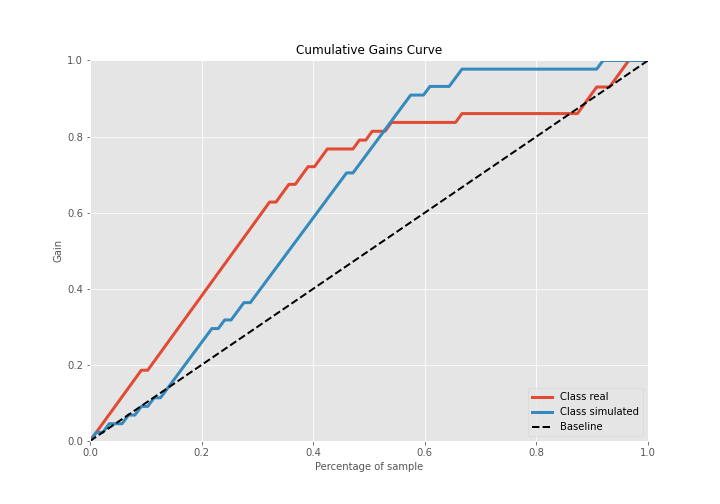 Cumulative Gains Curve
1.0
0.8
0.6
0.4
0.2
0.0
Gain
0.0 0.2 0.4 0.6 0.8 1.0
Percentage of sample
Class real
Class simulated
Baseline